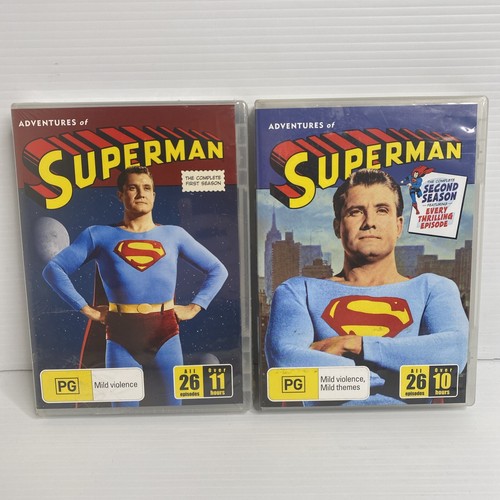 ADVENTURES of
SUPERMAN
THE COMPLETE
FIRST SEASON
S
PG
Mild violence
All
26
episodes
Over
11
hours
ADVENTURES of
SUPERMAN
THE COMPLETE
SECOND
SEASON
FEATURING
EVERY
THRILLING
EPISODE
S
PG
Mild violence,
Mild themes
All
26
episodes
Over
10
hours